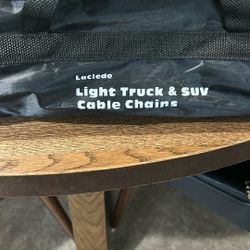 Laclede
Light Truck & SUV
Cable Chains